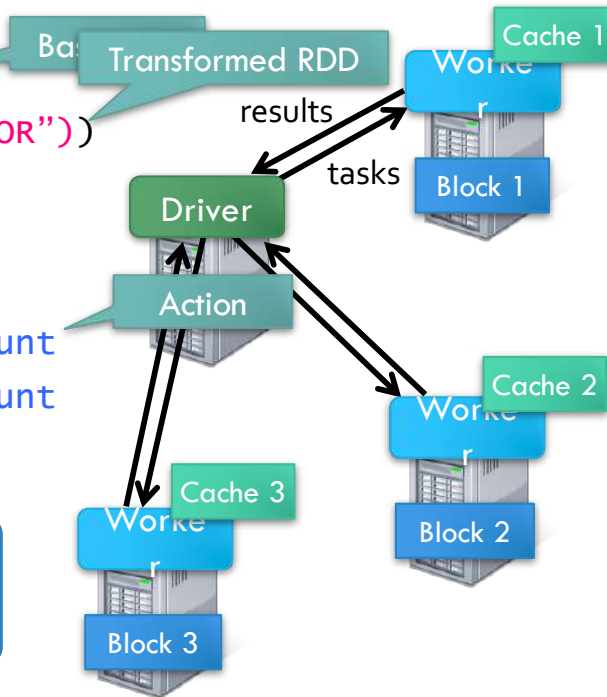 Cache 1
Bas
Transformed RDD
Worke
r
results
OR”))
tasks
Block 1
Driver
Action
unt
Cache 2
unt
Worke
r
Cache 3
Block 2
Worke
r
Block 3